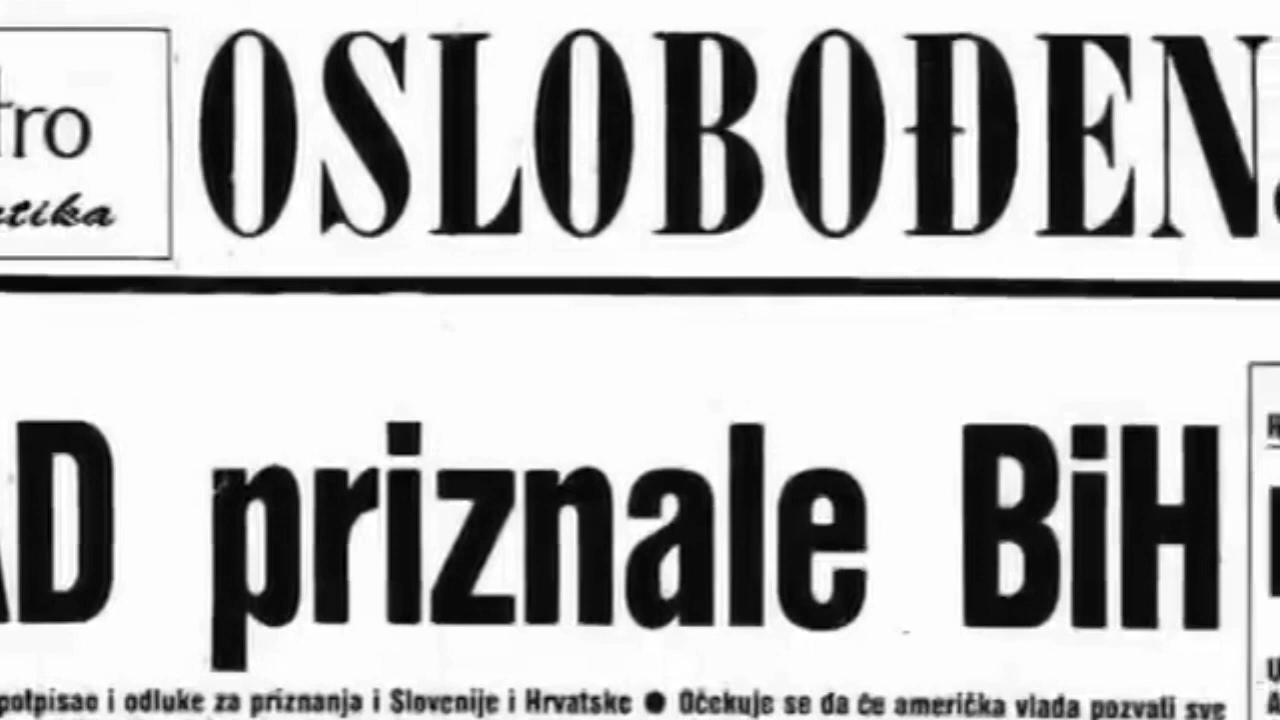 tro
OSLOBOĐEN
tika
AD priznale BiH
potpisao i odluke za priznanja i Slovenije i Hrvatske ● Očekuje se da će američka vlada pozvati sve